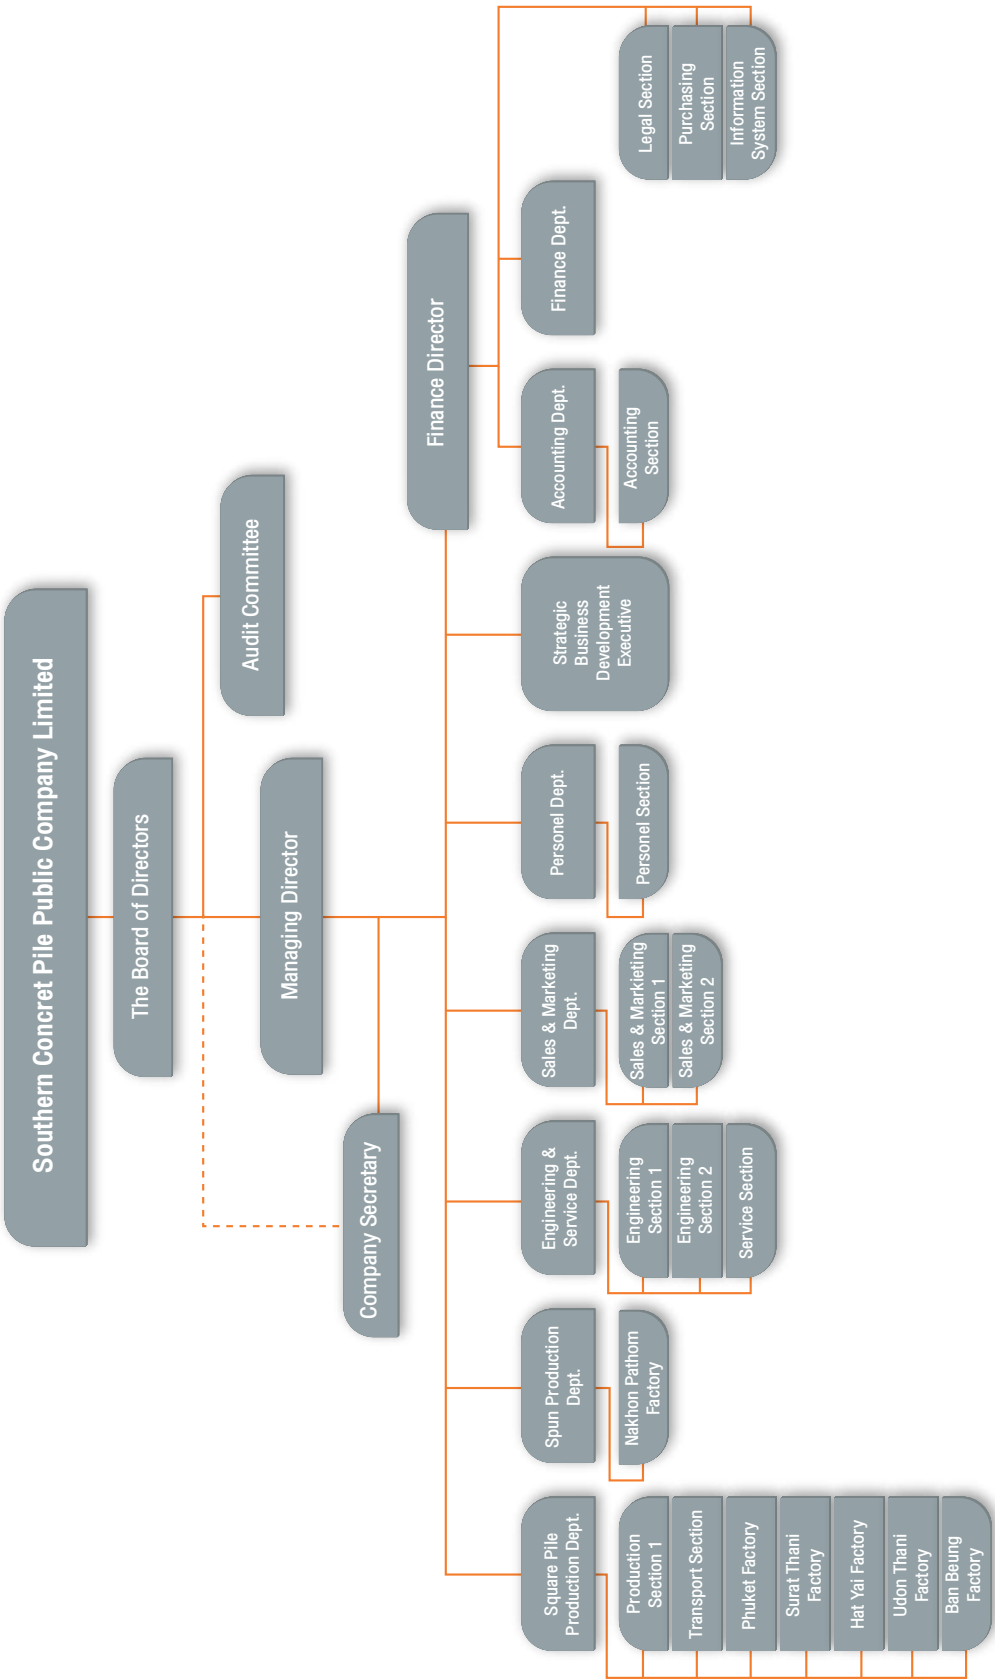 Southern Concret Pile Public Company Limited
The Board of Directors
Audit Committee
Managing Director
Company Secretary
Finance Director
Square Pile
Production Dept.
Spun Production
Dept.
Engineering &
Service Dept.
Sales & Marketing
Dept.
Personel Dept.
Strategic
Business
Development
Executive
Accounting Dept.
Finance Dept.
Production
Section 1
Transport Section
Phuket Factory
Surat Thani
Factory
Hat Yai Factory
Udon Thani
Factory
Ban Beung
Factory
Nakhon Pathom
Factory
Engineering
Section 1
Engineering
Section 2
Service Section
Sales & Markieting
Section 1
Sales & Marketing
Section 2
Personel Section
Accounting
Section
Legal Section
Purchasing
Section
Information
System Section